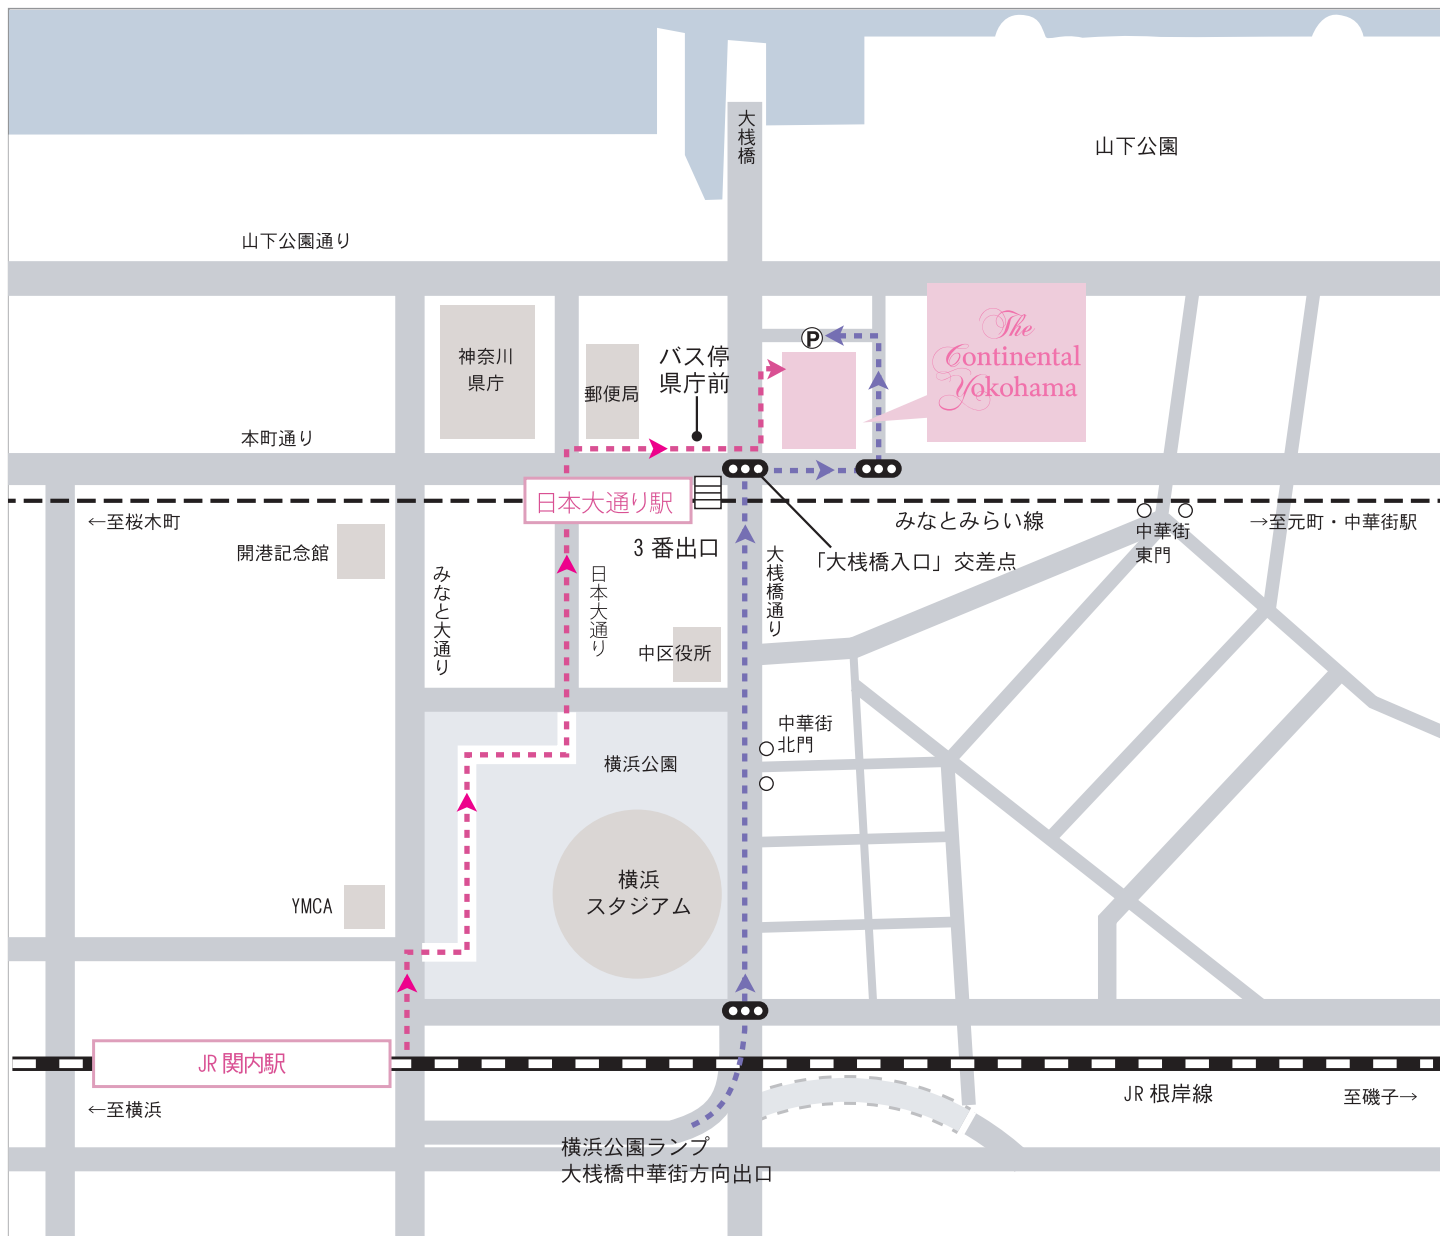 大桟橋
山下公園
山下公園通り
The
Continental
Yokohama
神奈川
県庁
郵便局
バス停
県庁前
P
本町通り
日本大通り駅
←至桜木町
みなとみらい線
→至元町・中華街駅
中華街
東門
開港記念館
3 番出口
「大桟橋入口」交差点
みなと大通り
日本大通り
大桟橋通り
中区役所
中華街
北門
横浜公園
横浜
スタジアム
YMCA
JR 関内駅
←至横浜
JR 根岸線
至磯子→
横浜公園ランプ
大桟橋中華街方向出口